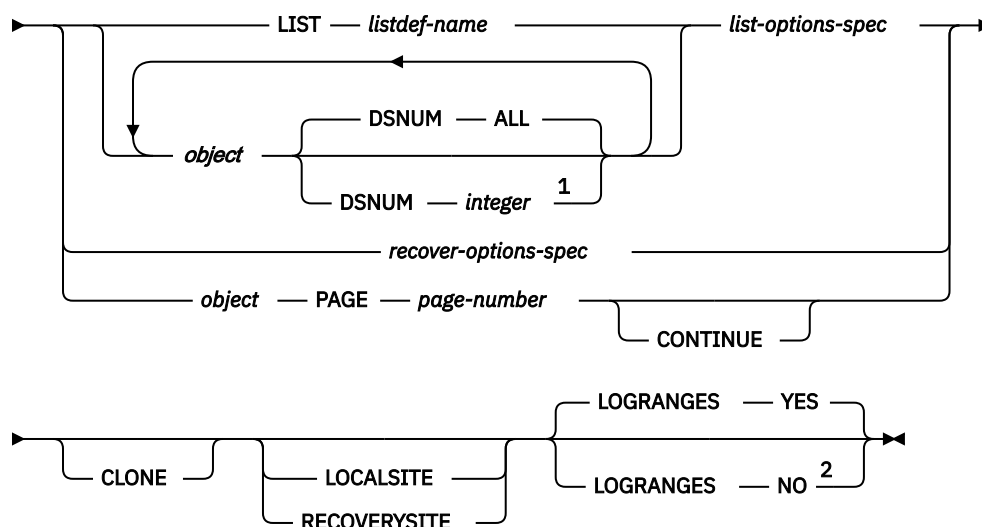 LIST listdef-name list-options-spec
DSNUM ALL
object
DSNUM integer 1
recover-options-spec
object PAGE page-number
CONTINUE
LOGRANGES YES
CLONE LOCALSITE LOGRANGES NO 2
RECOVERYSITE